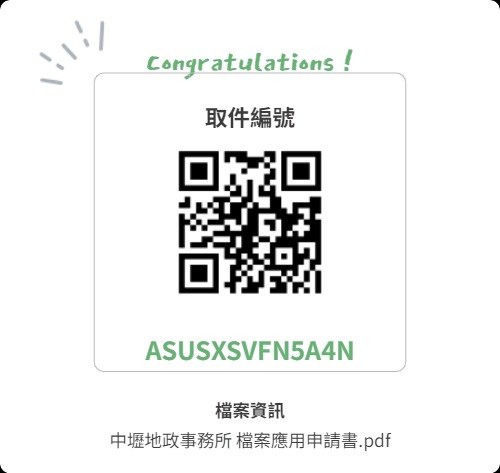 Congratulations !
取件編號
ASUSXSVFN5A4N
檔案資訊
中壢地政事務所 檔案應用申請書.pdf